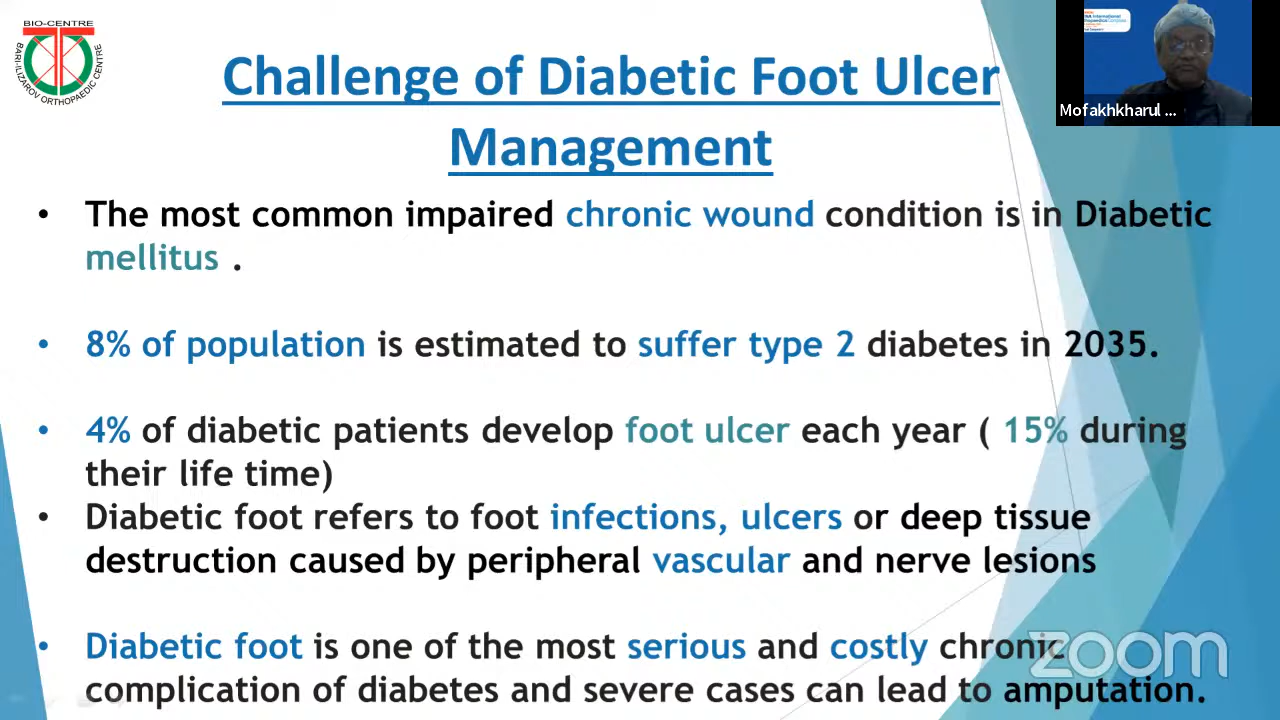 BIO-CENTRE
BARI-ILIZAROV ORTHOPAEDIC CENTRE
Challenge of Diabetic Foot Ulcer
Management
Mofakhkharul ...
• The most common impaired chronic wound condition is in Diabetic
mellitus .
• 8% of population is estimated to suffer type 2 diabetes in 2035.
• 4% of diabetic patients develop foot ulcer each year ( 15% during
their life time)
• Diabetic foot refers to foot infections, ulcers or deep tissue
destruction caused by peripheral vascular and nerve lesions
• Diabetic foot is one of the most serious and costly chronic
complication of diabetes and severe cases can lead to amputation.
zoom